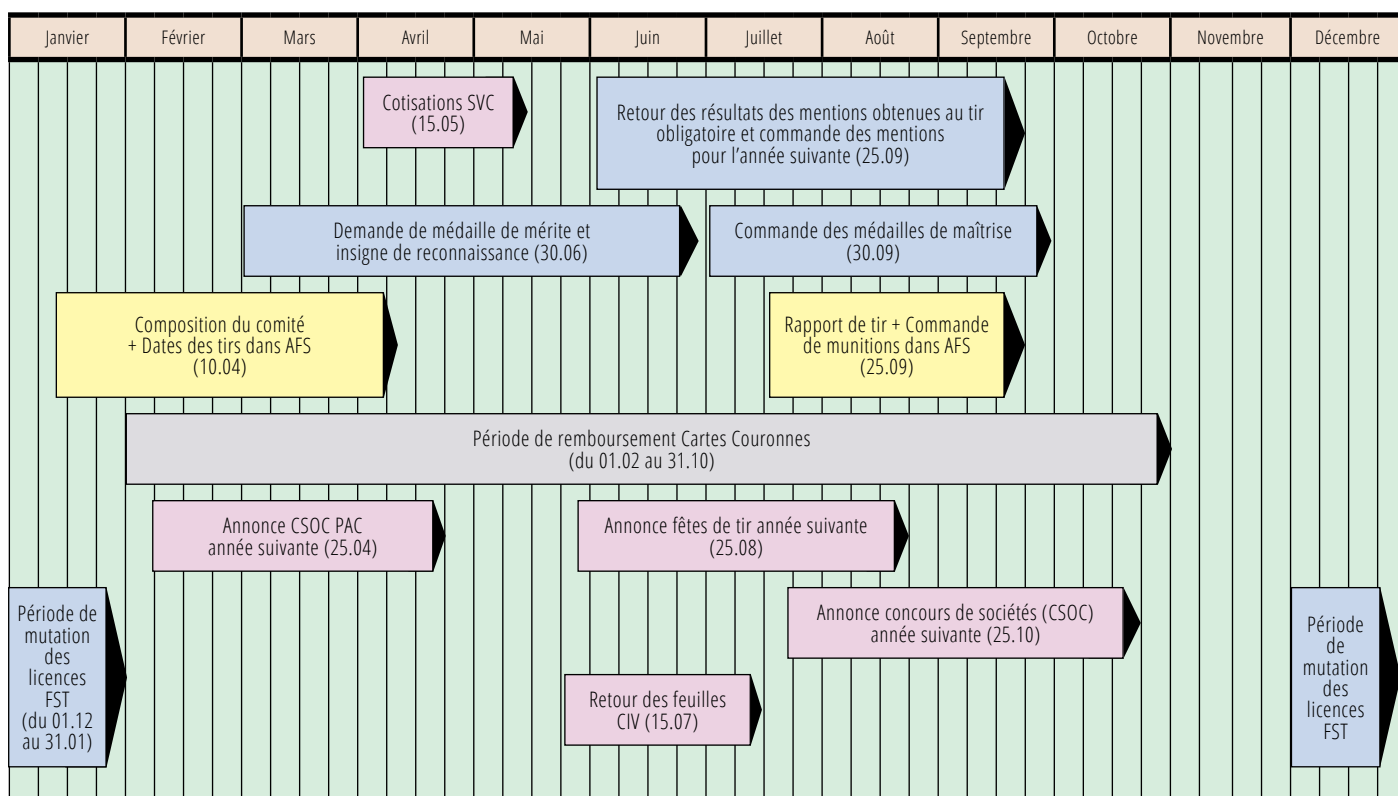 Janvier
Février
Mars
Avril
Mai
Juin
Juillet
Août
Septembre
Octobre
Novembre
Décembre
Cotisations SVC
(15.05)
Retour des résultats des mentions obtenues au tir
obligatoire et commande des mentions
pour l'année suivante (25.09)
Demande de médaille de mérite et
insigne de reconnaissance (30.06)
Commande des médailles de maîtrise
(30.09)
Composition du comité
+ Dates des tirs dans AFS
(10.04)
Rapport de tir + Commande
de munitions dans AFS
(25.09)
Période de remboursement Cartes Couronnes
(du 01.02 au 31.10)
Annonce CSOC PAC
année suivante (25.04)
Annonce fêtes de tir année suivante
(25.08)
Période de
mutation
des
licences
FST
(du 01.12
au 31.01)
Annonce concours de sociétés (CSOC)
année suivante (25.10)
Retour des feuilles
CIV (15.07)
Période
de
mutation
des
licences
FST